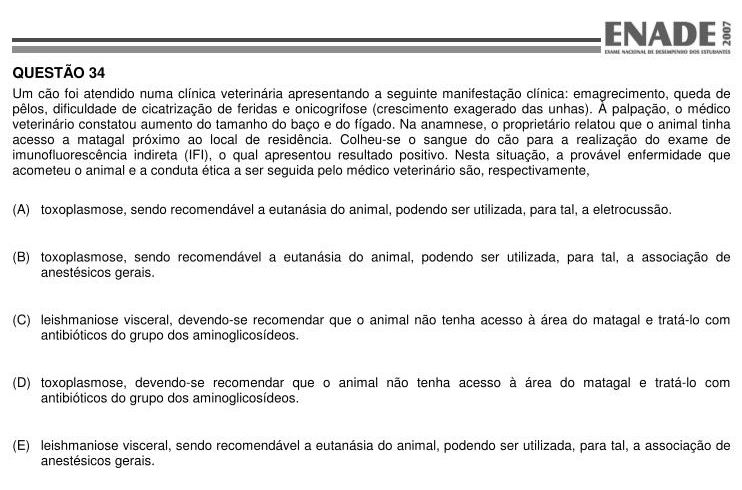 ENADE 2007
EXAME NACIONAL DE DESEMPENHO DOS ESTUDANTES
QUESTÃO 34
Um cão foi atendido numa clínica veterinária apresentando a seguinte manifestação clínica: emagrecimento, queda de
pêlos, dificuldade de cicatrização de feridas e onicogrifose (crescimento exagerado das unhas). À palpação, o médico
veterinário constatou aumento do tamanho do baço e do fígado. Na anamnese, o proprietário relatou que o animal tinha
acesso a matagal próximo ao local de residência. Colheu-se o sangue do cão para a realização do exame de
imunofluorescência indireta (IFI), o qual apresentou resultado positivo. Nesta situação, a provável enfermidade que
acometeu o animal e a conduta ética a ser seguida pelo médico veterinário são, respectivamente,
(A) toxoplasmose, sendo recomendável a eutanásia do animal, podendo ser utilizada, para tal, a eletrocussão.
(B) toxoplasmose, sendo recomendável a eutanásia do animal, podendo ser utilizada, para tal, a associação de
anestésicos gerais.
(C) leishmaniose visceral, devendo-se recomendar que o animal não tenha acesso à área do matagal e tratá-lo com
antibióticos do grupo dos aminoglicosídeos.
(D) toxoplasmose, devendo-se recomendar que o animal não tenha acesso à área do matagal e tratá-lo com
antibióticos do grupo dos aminoglicosídeos.
(E) leishmaniose visceral, sendo recomendável a eutanásia do animal, podendo ser utilizada, para tal, a associação de
anestésicos gerais.